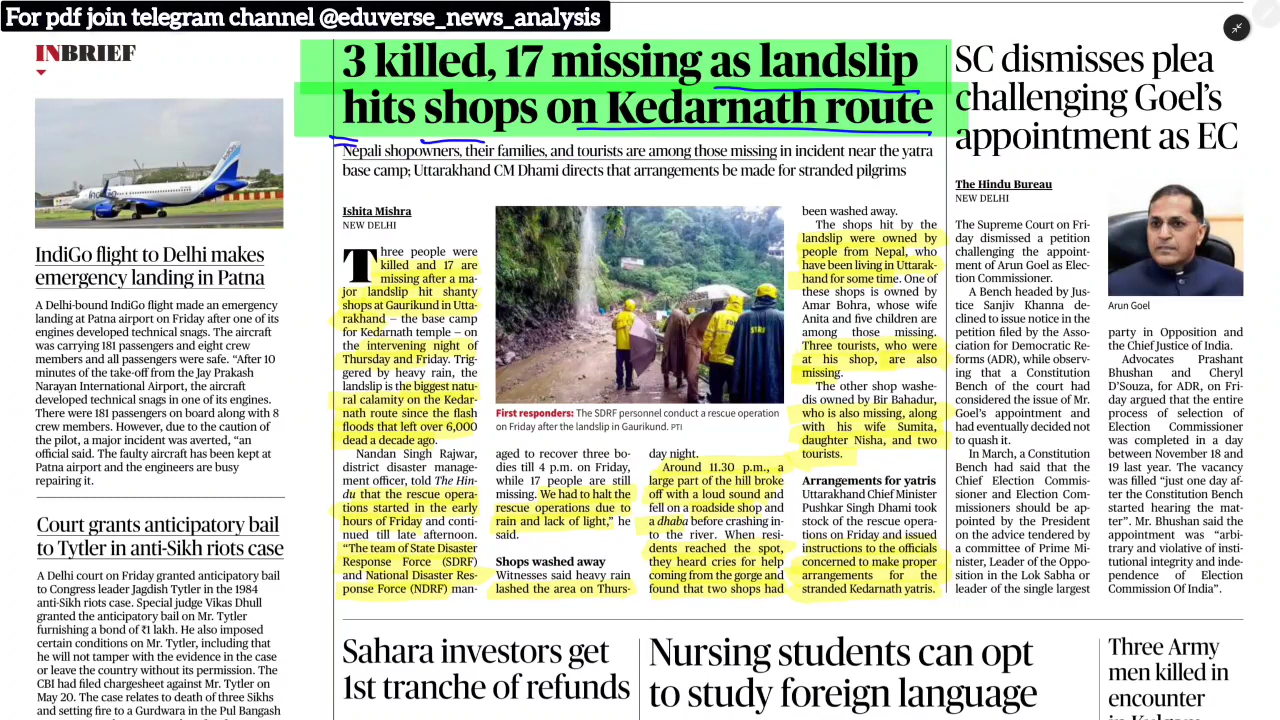 For pdf join telegram channel @eduverse_news_analysis
INBRIEF
IndiGo flight to Delhi makes
emergency landing in Patna
A Delhi-bound IndiGo flight made an emergency
landing at Patna airport on Friday after one of its
engines developed technical snags. The aircraft
was carrying 181 passengers and eight crew
members and all passengers were safe. “After 10
minutes of the take-off from the Jay Prakash
Narayan International Airport, the aircraft
developed technical snags in one of its engines.
There were 181 passengers on board along with 8
crew members. However, due to the caution of
the pilot, a major incident was averted, “an
official said. The faulty aircraft has been kept at
Patna airport and the engineers are busy
repairing it.
Court grants anticipatory bail
to Tytler in anti-Sikh riots case
A Delhi court on Friday granted anticipatory bail
to Congress leader Jagdish Tytler in the 1984
anti-Sikh riots case. Special judge Vikas Dhull
granted the anticipatory bail on Mr. Tytler
furnishing a bond of ₹1 lakh. He also imposed
certain conditions on Mr. Tytler, including that
he will not tamper with the evidence in the case
or leave the country without its permission. The
CBI had filed chargesheet against Mr. Tytler on
May 20. The case relates to death of three Sikhs
and setting fire to a Gurdwara in the Pul Bangash
3 killed, 17 missing as landslip
hits shops on Kedarnath route
Nepali shopowners, their families, and tourists are among those missing in incident near the yatra
base camp; Uttarakhand CM Dhami directs that arrangements be made for stranded pilgrims
Ishita Mishra
NEW DELHI
Three people were
killed and 17 are
missing after a ma-
jor landslip hit shanty
shops at Gaurikund in Utta-
rakhand – the base camp
for Kedarnath temple – on
the intervening night of
Thursday and Friday. Trig-
gered by heavy rain, the
landslip is the biggest natu-
ral calamity on the Kedar-
nath route since the flash
floods that left over 6,000
dead a decade ago.
Nandan Singh Rajwar,
district disaster manage-
ment officer, told The Hin-
du that the rescue opera-
tions started in the early
hours of Friday and conti-
nued till late afternoon.
“The team of State Disaster
Response Force (SDRF)
and National Disaster Res-
ponse Force (NDRF) man-
First responders: The SDRF personnel conduct a rescue operation
on Friday after the landslip in Gaurikund. PTI
aged to recover three bo-
dies till 4 p.m. on Friday,
while 17 people are still
missing. We had to halt the
rescue operations due to
rain and lack of light,” he
said.
Shops washed away
Witnesses said heavy rain
lashed the area on Thurs-
day night.
Around 11.30 p.m., a
large part of the hill broke
off with a loud sound and
fell on a roadside shop and
a dhaba before crashing in-
to the river. When resi-
dents reached the spot,
they heard cries for help
coming from the gorge and
found that two shops had
been washed away.
The shops hit by the
landslip were owned by
people from Nepal, who
have been living in Uttarak-
hand for some time. One of
these shops is owned by
Amar Bohra, whose wife
Anita and five children are
among those missing.
Three tourists, who were
at his shop, are also
missing.
The other shop washe-
dis owned by Bir Bahadur,
who is also missing, along
with his wife Sumita,
daughter Nisha, and two
tourists.
Arrangements for yatris
Uttarakhand Chief Minister
Pushkar Singh Dhami took
stock of the rescue opera-
tions on Friday and issued
instructions to the officials
concerned to make proper
arrangements for the
stranded Kedarnath yatris.
SC dismisses plea
challenging Goel’s
appointment as EC
The Hindu Bureau
NEW DELHI
The Supreme Court on Fri-
day dismissed a petition
challenging the appoint-
ment of Arun Goel as Elec-
tion Commissioner.
A Bench headed by Jus-
tice Sanjiv Khanna de-
clined to issue notice in the
petition filed by the Asso-
ciation for Democratic Re-
forms (ADR), while observ-
ing that a Constitution
Bench of the court had
considered the issue of Mr.
Goel’s appointment and
had eventually decided not
to quash it.
In March, a Constitution
Bench had said that the
Chief Election Commis-
sioner and Election Com-
missioners should be ap-
pointed by the President
on the advice tendered by
a committee of Prime Mi-
nister, Leader of the Oppo-
sition in the Lok Sabha or
leader of the single largest
Arun Goel
party in Opposition and
the Chief Justice of India.
Advocates Prashant
Bhushan and Cheryl
D’Souza, for ADR, on Fri-
day argued that the entire
process of selection of
Election Commissioner
was completed in a day
between November 18 and
19 last year. The vacancy
was filled “just one day af-
ter the Constitution Bench
started hearing the mat-
ter”. Mr. Bhushan said the
appointment was “arbi-
trary and violative of insti-
tutional integrity and inde-
pendence of Election
Commission Of India”.
Sahara investors get
1st tranche of refunds
Nursing students can opt
to study foreign language
Three Army
men killed in
encounter